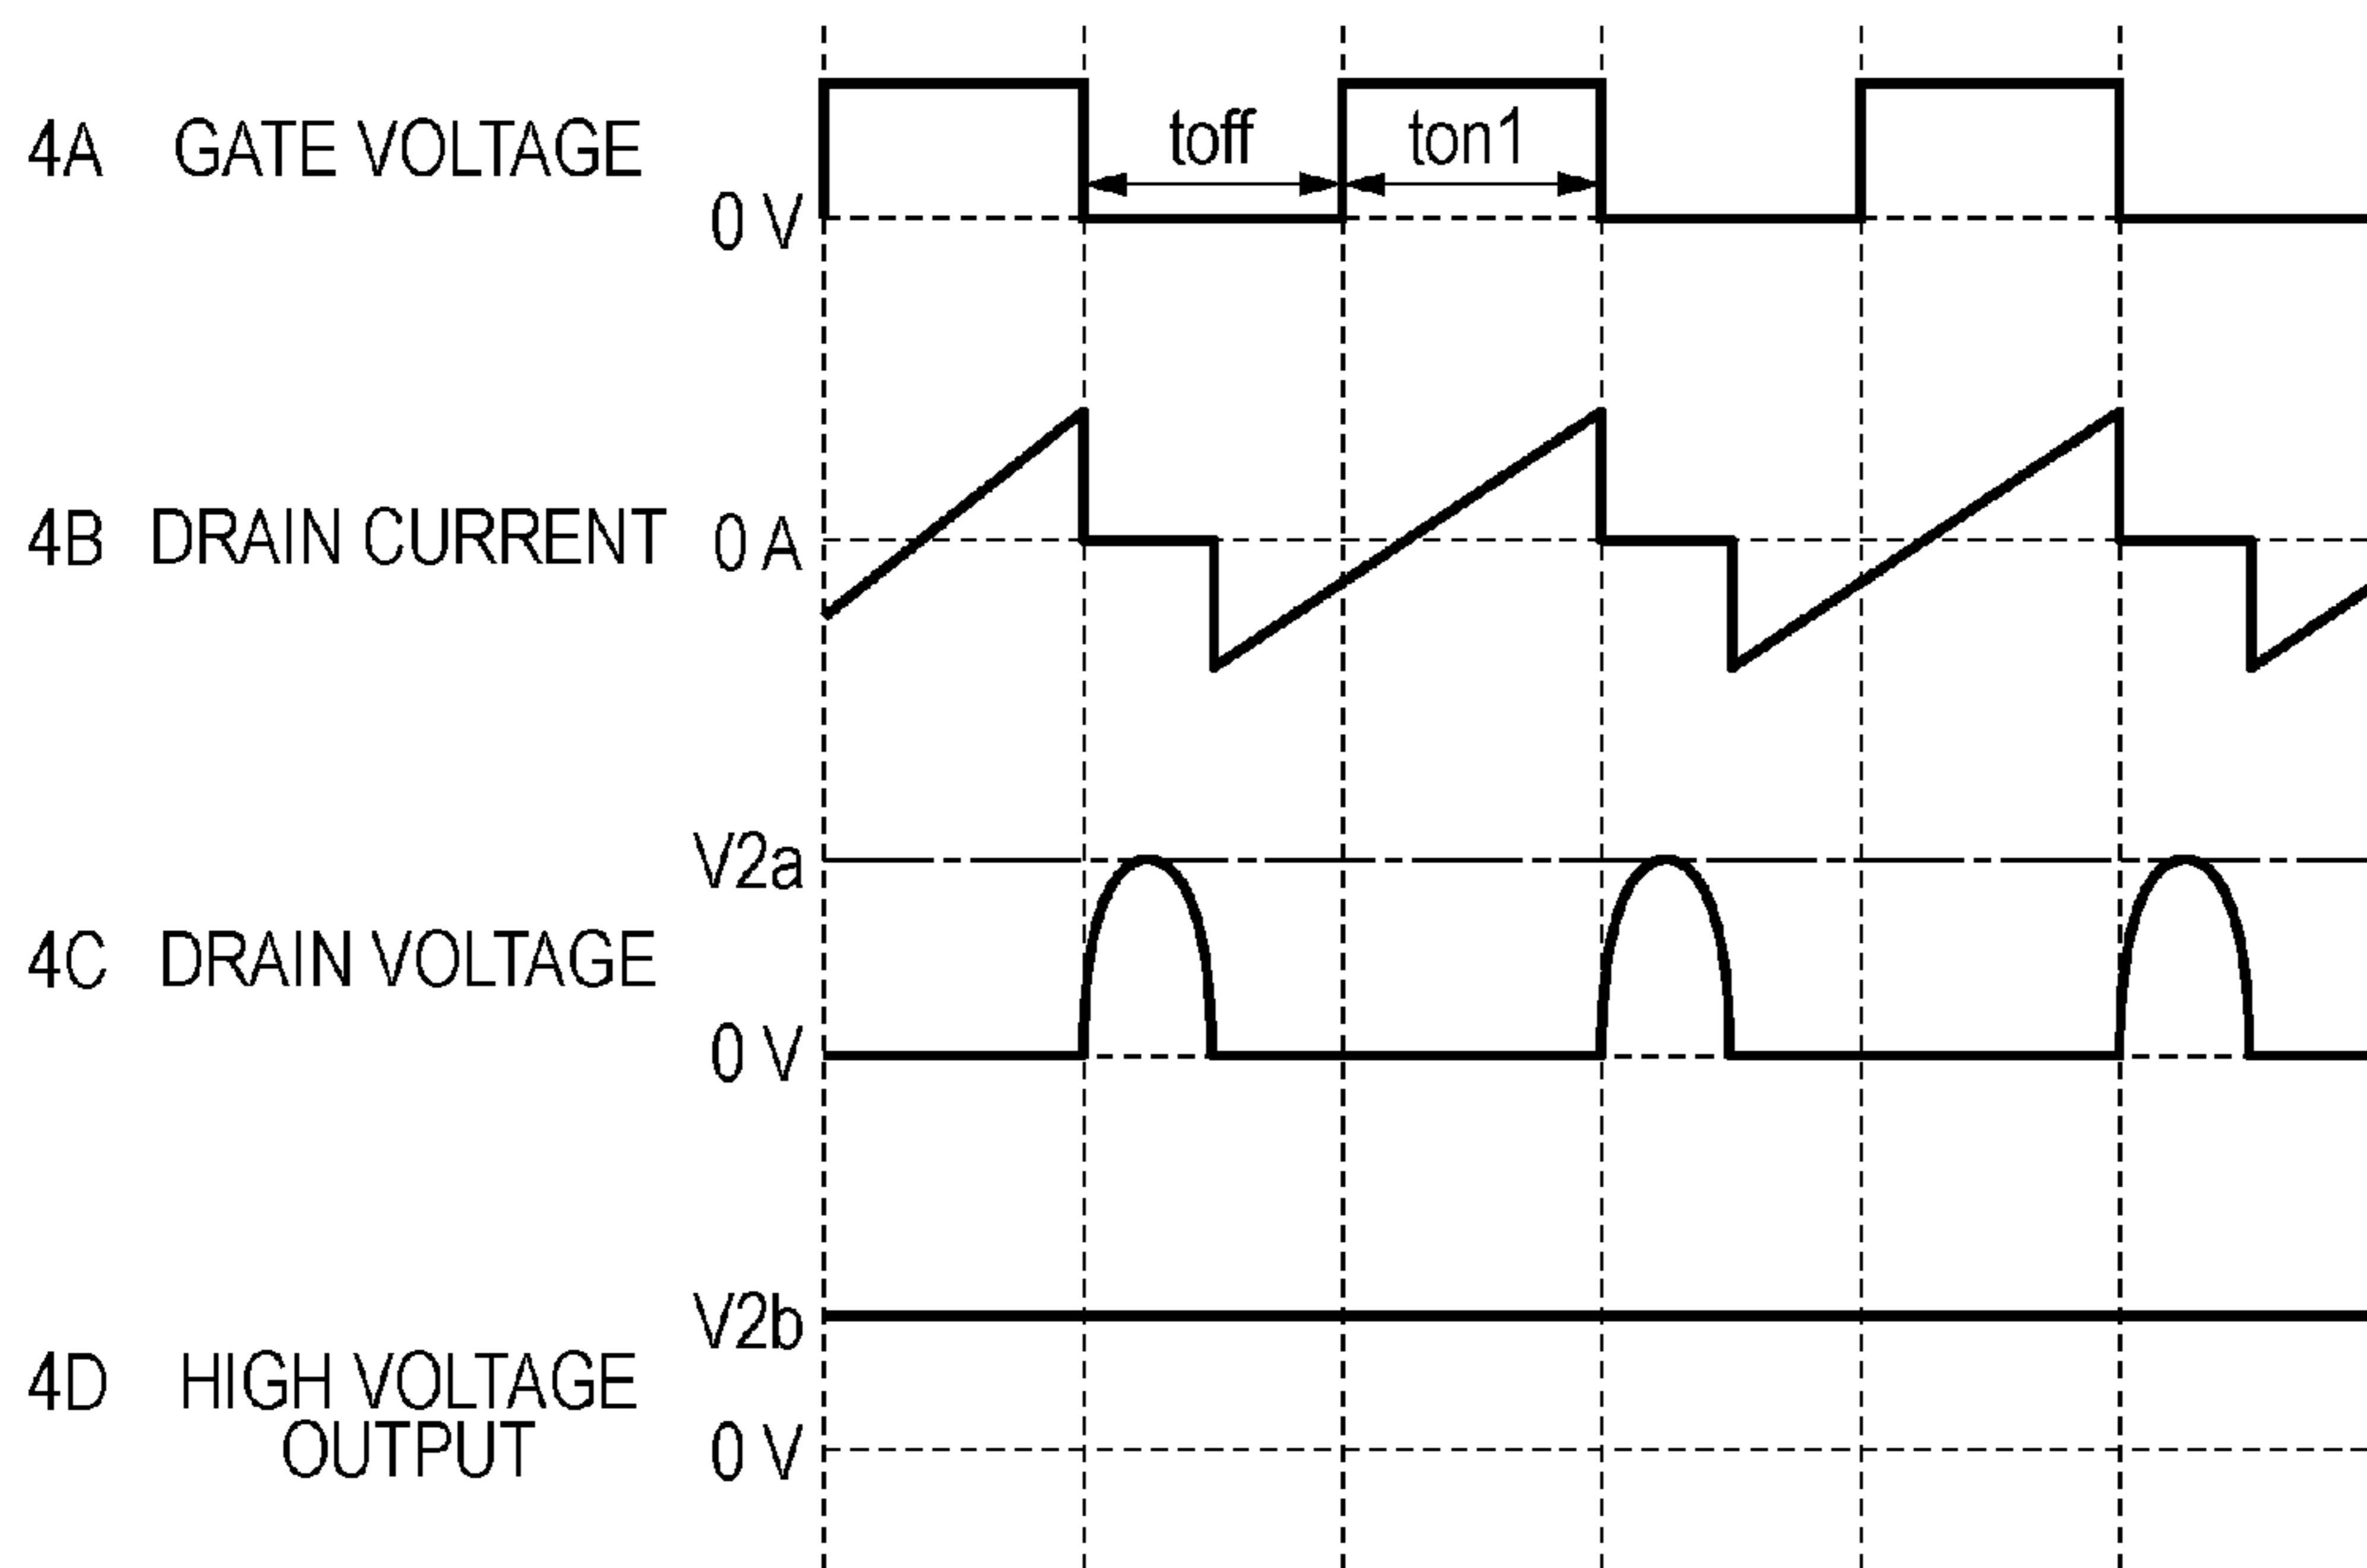 4A GATE VOLTAGE
0 V
toff
ton1
4B DRAIN CURRENT
0 A
V2a
4C DRAIN VOLTAGE
0 V
V2b
4D HIGH VOLTAGE
OUTPUT
0 V